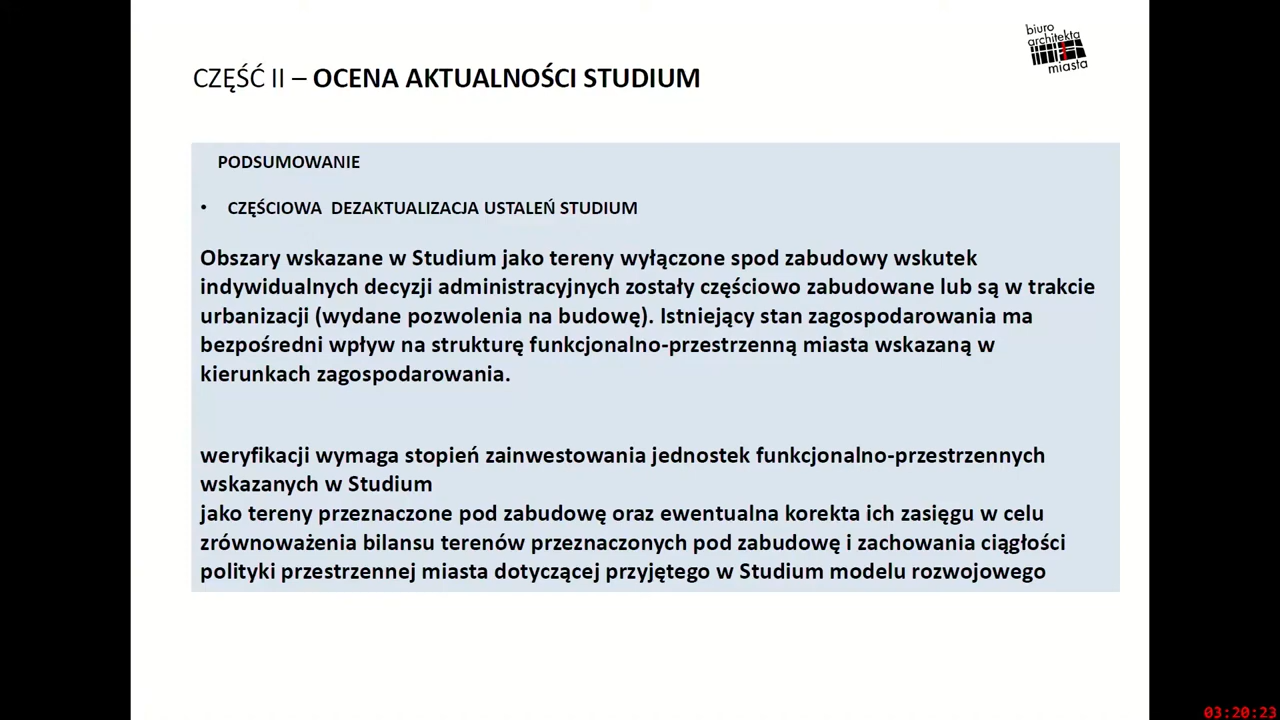 biuro
architekta
miasta
CZĘŚĆ II – OCENA AKTUALNOŚCI STUDIUM
PODSUMOWANIE
• CZĘŚCIOWA DEZAKTUALIZACJA USTALEŃ STUDIUM
Obszary wskazane w Studium jako tereny wyłączone spod zabudowy wskutek
indywidualnych decyzji administracyjnych zostały częściowo zabudowane lub są w trakcie
urbanizacji (wydane pozwolenia na budowę). Istniejący stan zagospodarowania ma
bezpośredni wpływ na strukturę funkcjonalno-przestrzenną miasta wskazaną w
kierunkach zagospodarowania.
weryfikacji wymaga stopień zainwestowania jednostek funkcjonalno-przestrzennych
wskazanych w Studium
jako tereny przeznaczone pod zabudowę oraz ewentualna korekta ich zasięgu w celu
zrównoważenia bilansu terenów przeznaczonych pod zabudowę i zachowania ciągłości
polityki przestrzennej miasta dotyczącej przyjętego w Studium modelu rozwojowego
03:20:23